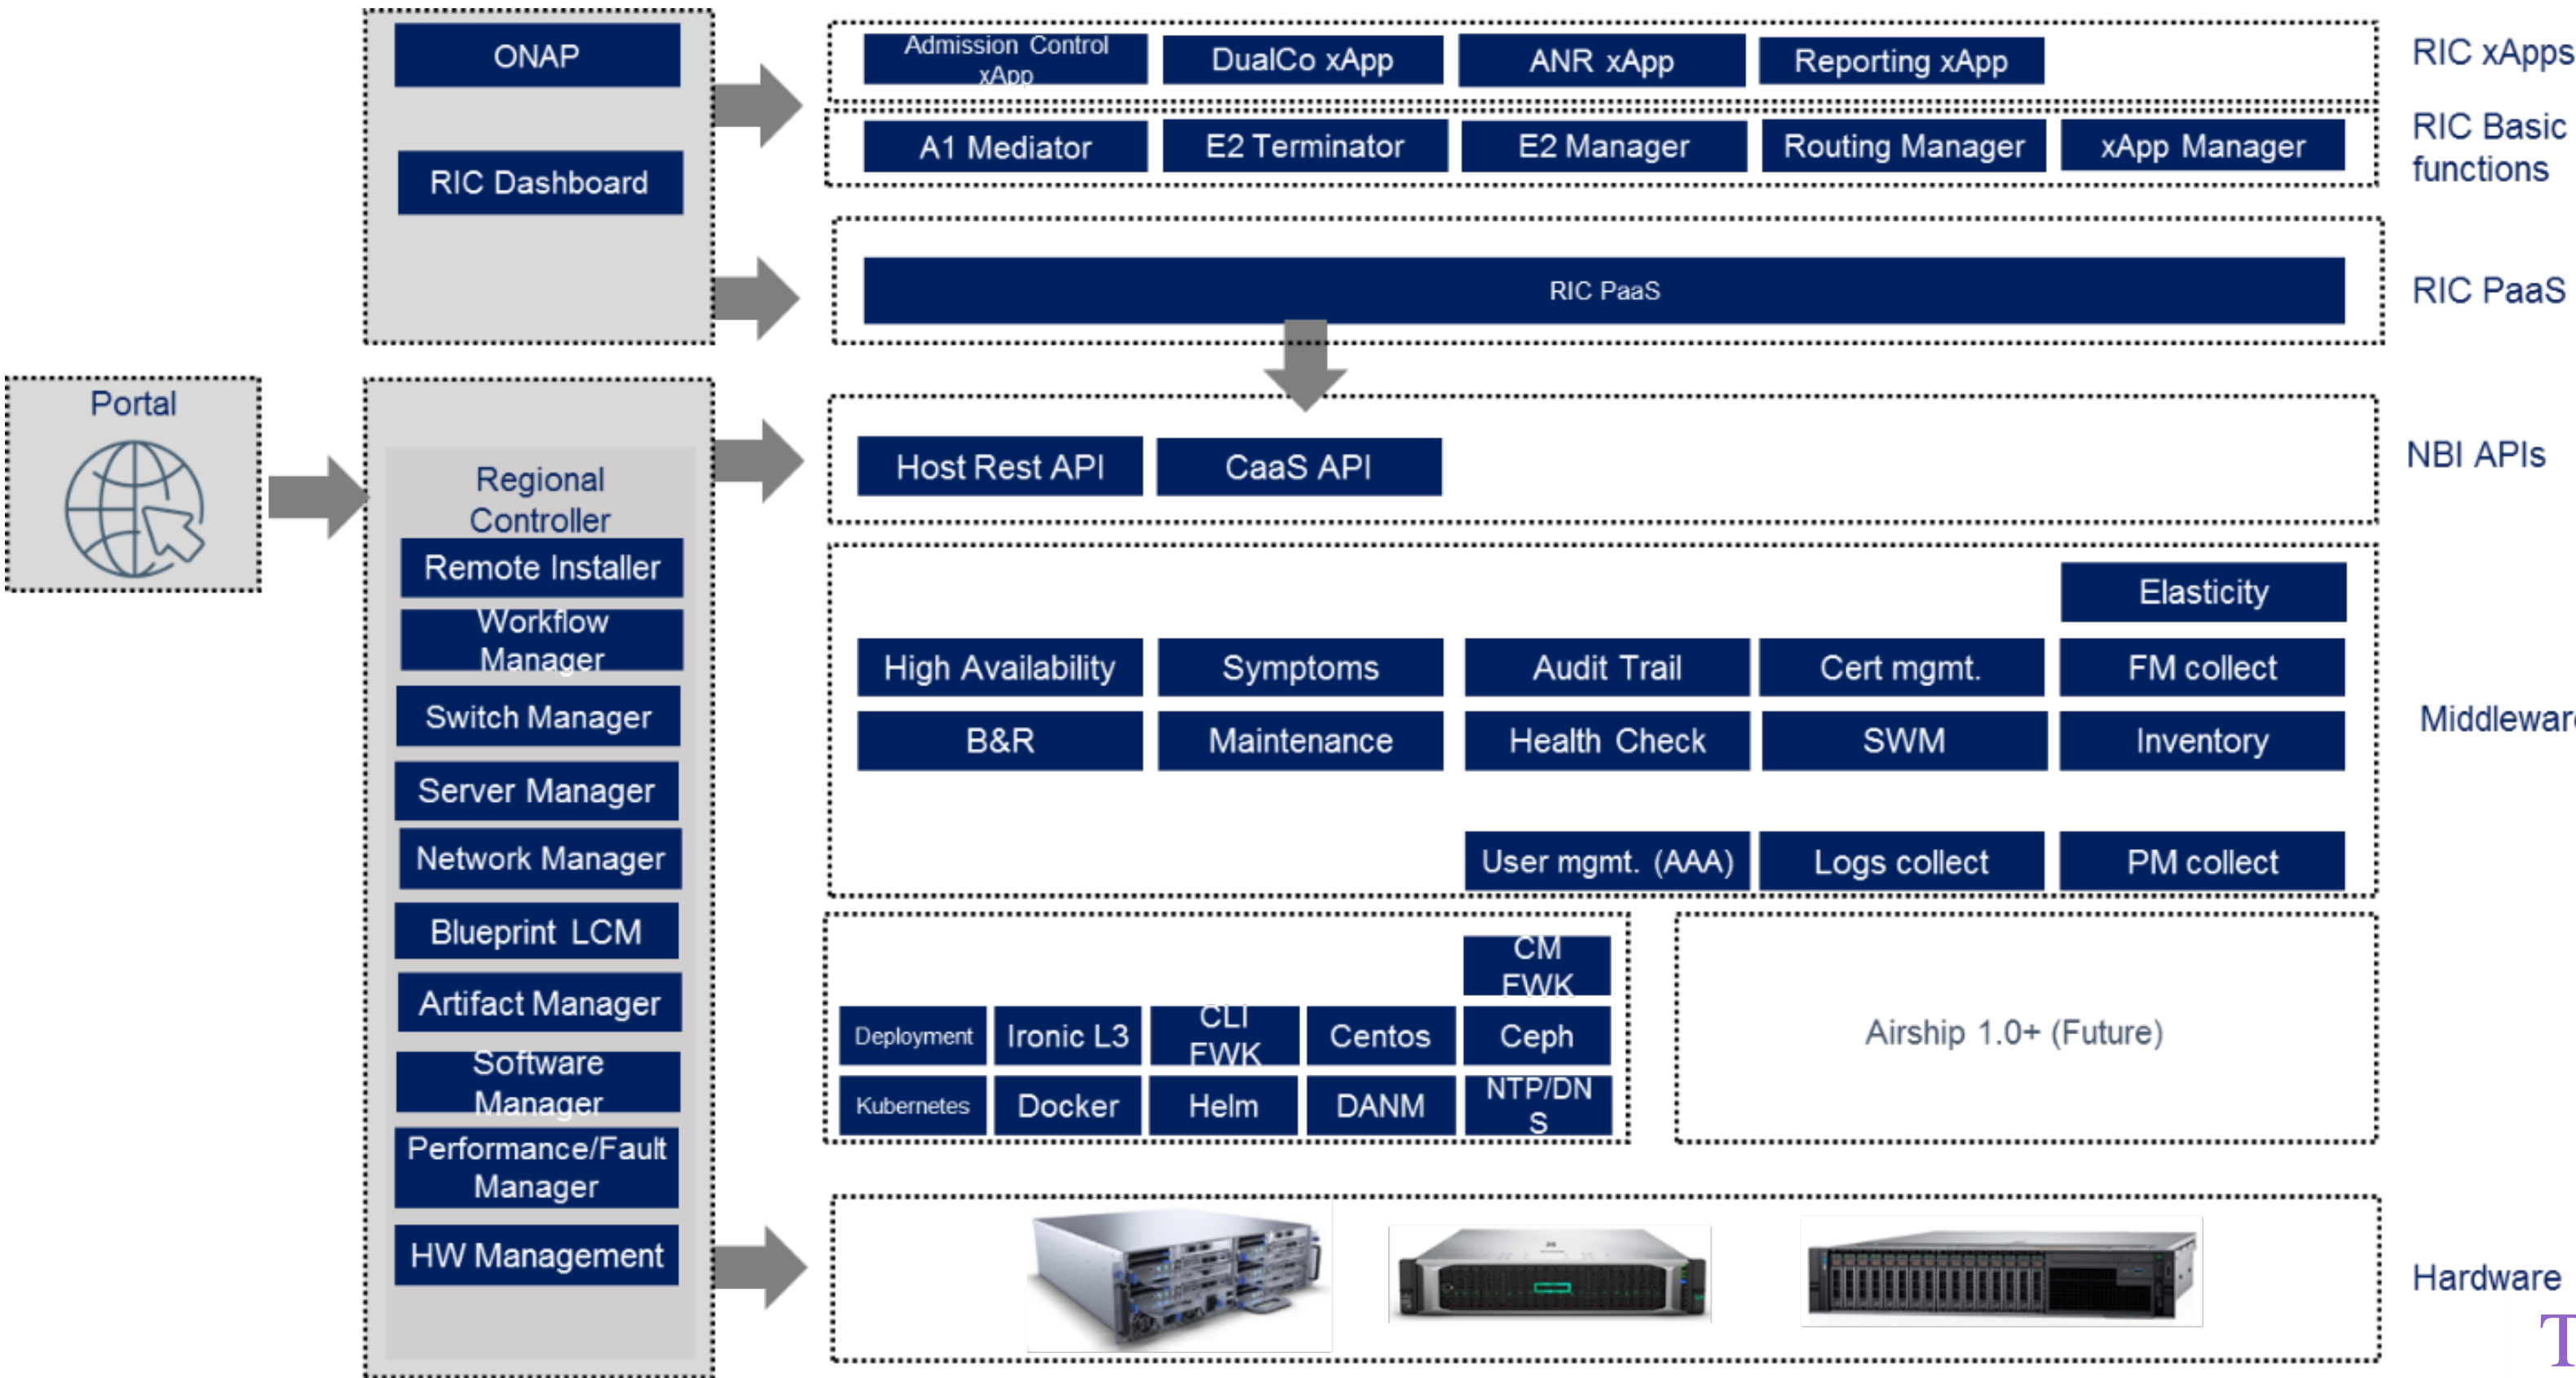 ONAP
RIC Dashboard
Admission Control
xApp
DualCo xApp
ANR xApp
Reporting xApp
RIC xApps
A1 Mediator
E2 Terminator
E2 Manager
Routing Manager
xApp Manager
RIC Basic
functions
RIC PaaS
RIC PaaS
Portal
Regional
Controller
Remote Installer
Workflow
Manager
Switch Manager
Server Manager
Network Manager
Blueprint LCM
Artifact Manager
Software
Manager
Performance/Fault
Manager
HW Management
Host Rest API
CaaS API
NBI APIs
Elasticity
High Availability
Symptoms
Audit Trail
Cert mgmt.
FM collect
B&R
Maintenance
Health Check
SWM
Inventory
Middleware
User mgmt. (AAA)
Logs collect
PM collect
CM
FWK
Deployment
Ironic L3
CLI
FWK
Centos
Ceph
Kubernetes
Docker
Helm
DANM
NTP/DN
S
Airship 1.0+ (Future)
Hardware
T